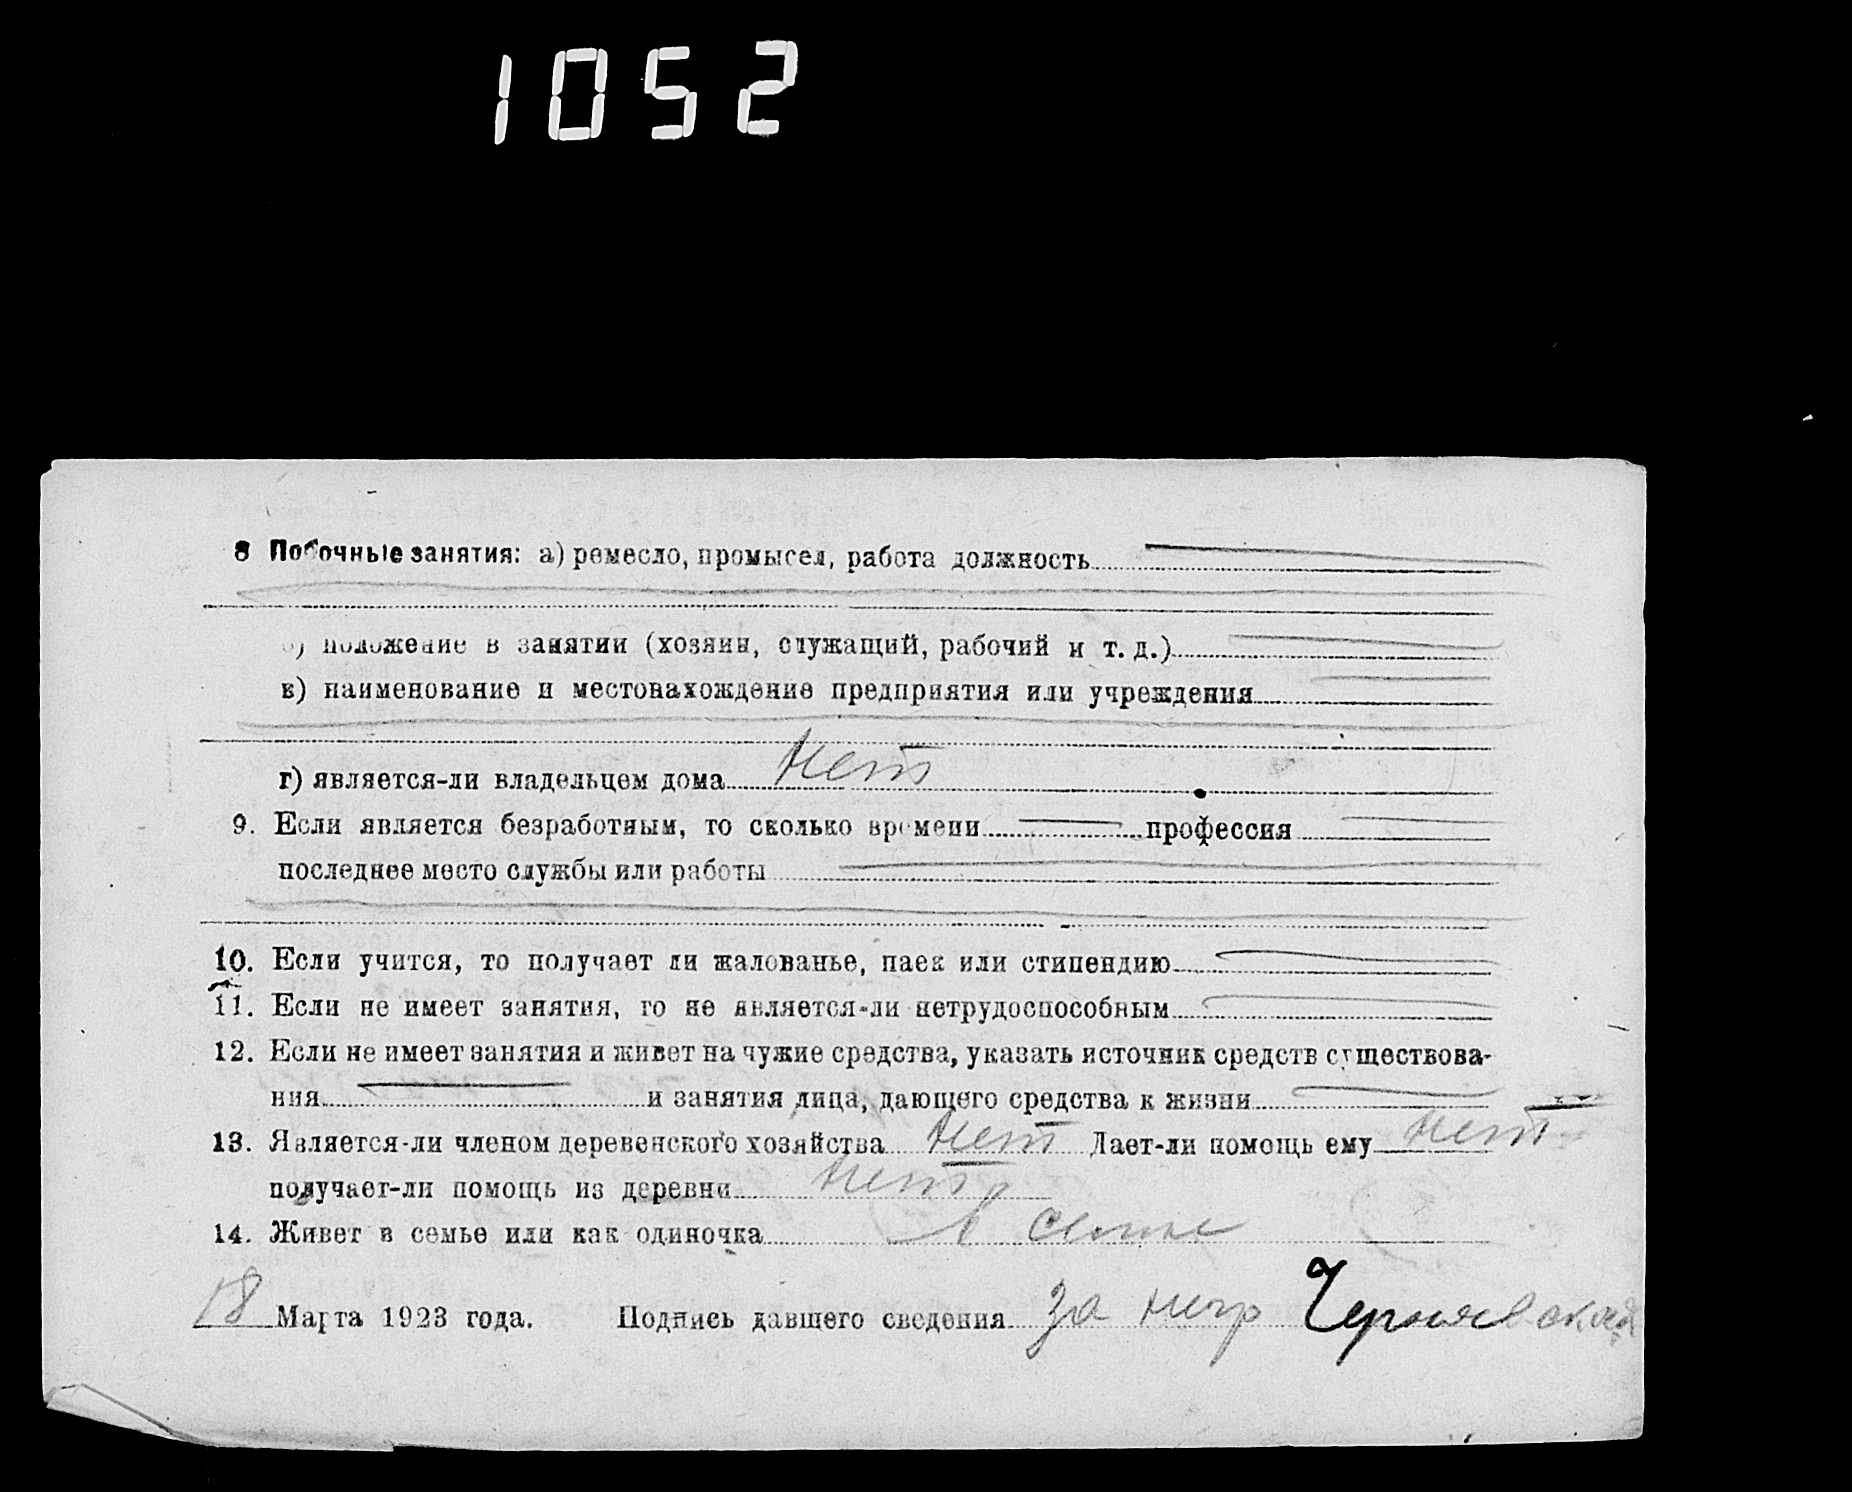 1052
8 Побочные занятия: а) ремесло, промысел, работа должность
б) положение в занятии (хозяин, служащий, рабочий и т. д.)
в) наименование и местонахождение предприятия или учреждения
г) является-ли владельцем дома нет
9. Если является безработным, то сколько времени профессия
последнее место службы или работы
10. Если учится, то получает ли жалованье, паек или стипендию
11. Если не имеет занятия, то не является-ли нетрудоспособным
12. Если не имеет занятия и живет на чужие средства, указать источник средств существова-
ния и занятия лица, дающего средства к жизни
13. Является-ли членом деревенского хозяйства нет Дает-ли помощь ему нет
получает-ли помощь из деревни нет
14. Живет в семье или как одиночка в семье
18 Марта 1923 года. Подпись давшего сведения за негр Чернявская